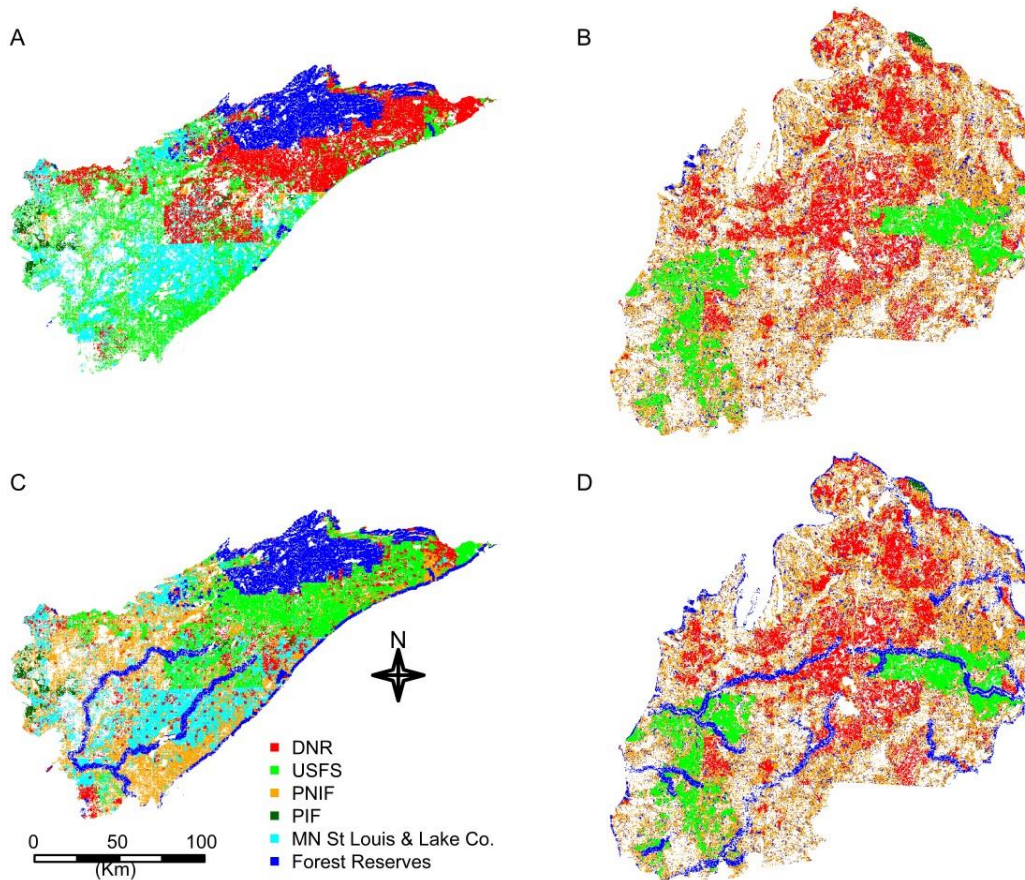 A
B
C
D
N
DNR
USFS
PNIF
PIF
MN St Louis & Lake Co.
Forest Reserves
0 50 100
(Km)